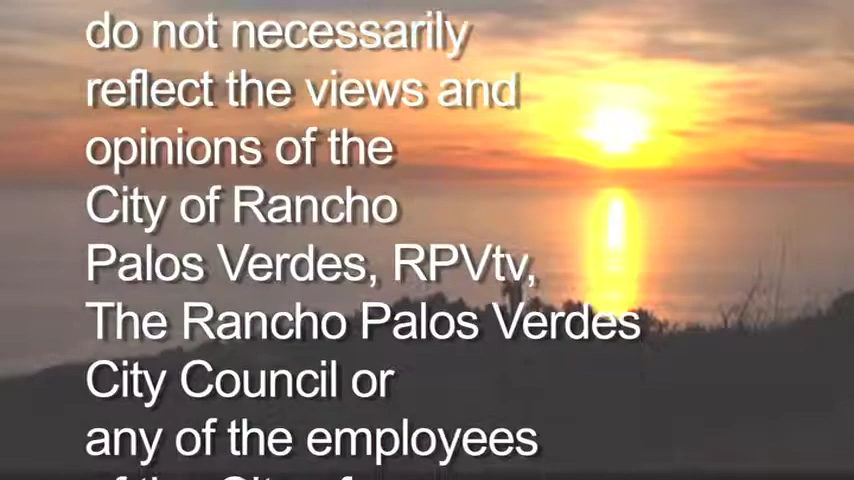 do not necessarily
reflect the views and
opinions of the
City of Rancho
Palos Verdes, RPVtv,
The Rancho Palos Verdes
City Council or
any of the employees